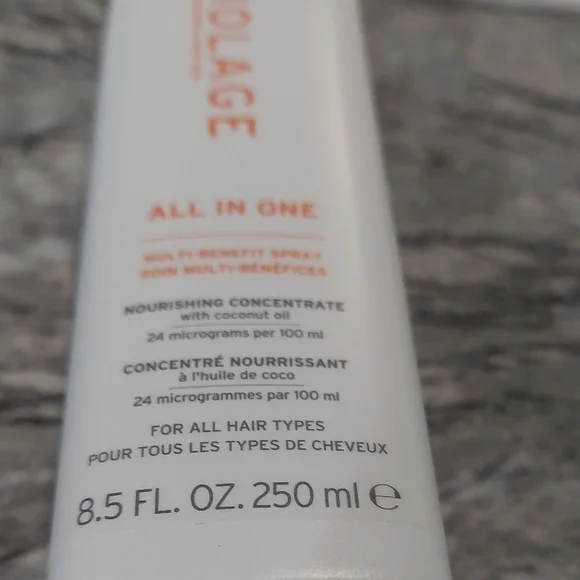 OLAGE
ALL IN ONE
MULTI-BENEFIT SPRAY
SOIN MULTI-BÉNÉFICES
NOURISHING CONCENTRATE
with coconut oil
24 micrograms per 100 ml
CONCENTRÉ NOURRISSANT
à l'huile de coco
24 microgrammes par 100 ml
FOR ALL HAIR TYPES
POUR TOUS LES TYPES DE CHEVEUX
8.5 FL. OZ. 250 ml ℮